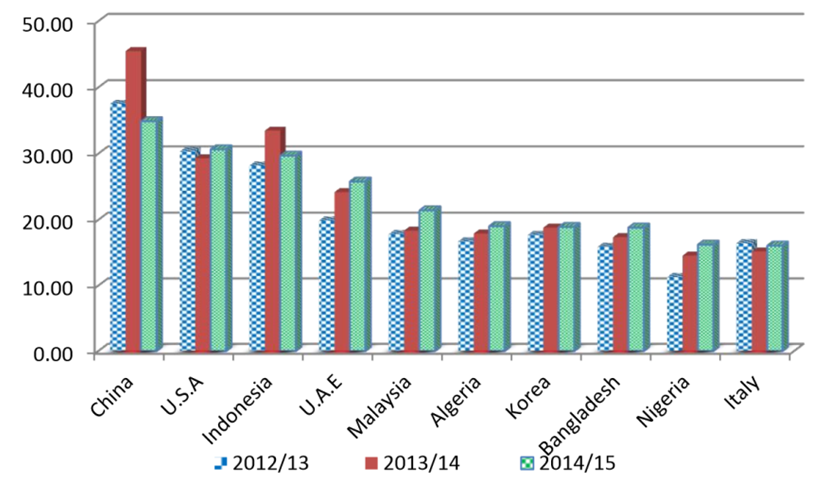 50.00
40.00
30.00
20.00
10.00
0.00
China
U.S.A
Indonesia
U.A.E
Malaysia
Algeria
Korea
Bangladesh
Nigeria
Italy
2012/13 2013/14 2014/15